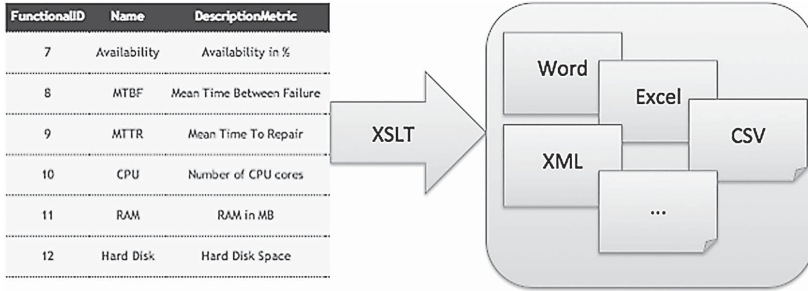 FunctionalID Name DescriptionMetric
7 Availability Availability in %
8 MTBF Mean Time Between Failure
9 MTTR Mean Time To Repair
10 CPU Number of CPU cores
11 RAM RAM in MB
12 Hard Disk Hard Disk Space
XSLT
Word
Excel
CSV
XML
...